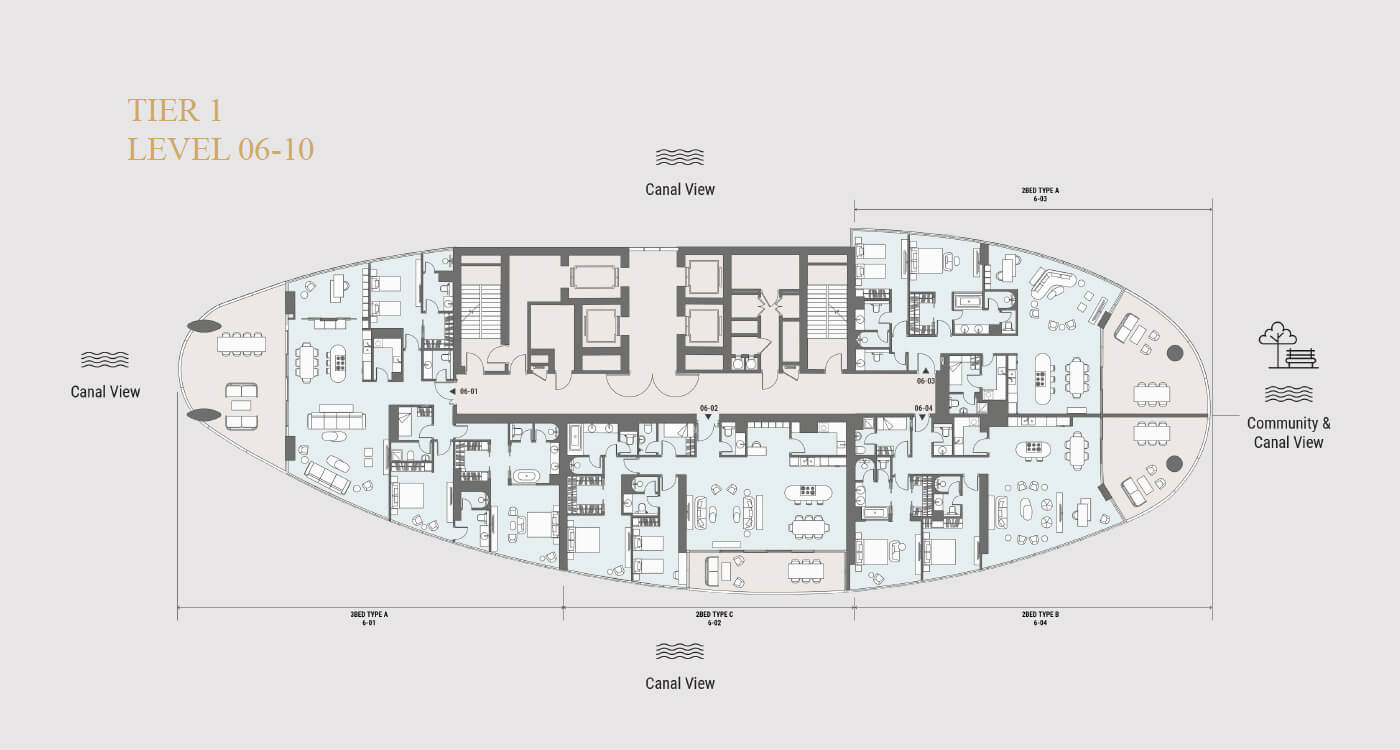 TIER 1
LEVEL 06-10
Canal View
2BED TYPE A
6-03
Canal View
Community &
Canal View
06-01
06-02
06-03
06-04
3BED TYPE A
6-01
2BED TYPE C
6-02
2BED TYPE B
6-04
Canal View